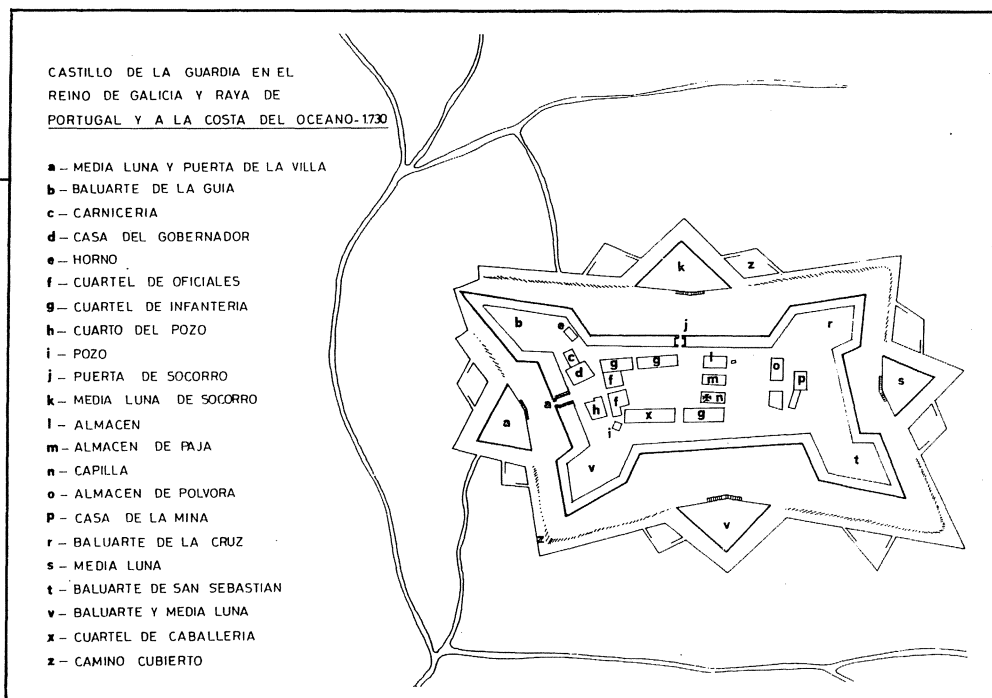 CASTILLO DE LA GUARDIA EN EL
REINO DE GALICIA Y RAYA DE
PORTUGAL Y A LA COSTA DEL OCEANO-1.730
a – MEDIA LUNA Y PUERTA DE LA VILLA
b – BALUARTE DE LA GUIA
c – CARNICERIA
d – CASA DEL GOBERNADOR
e – HORNO
f – CUARTEL DE OFICIALES
g – CUARTEL DE INFANTERIA
h – CUARTO DEL POZO
i – POZO
j – PUERTA DE SOCORRO
k – MEDIA LUNA DE SOCORRO
l – ALMACEN
m – ALMACEN DE PAJA
n – CAPILLA
o – ALMACEN DE POLVORA
p – CASA DE LA MINA
r – BALUARTE DE LA CRUZ
s – MEDIA LUNA
t – BALUARTE DE SAN SEBASTIAN
v – BALUARTE Y MEDIA LUNA
x – CUARTEL DE CABALLERIA
z – CAMINO CUBIERTO
k z
b e j r
c g g l o
d f m p s
a a h f n
i x g
v t
v
z